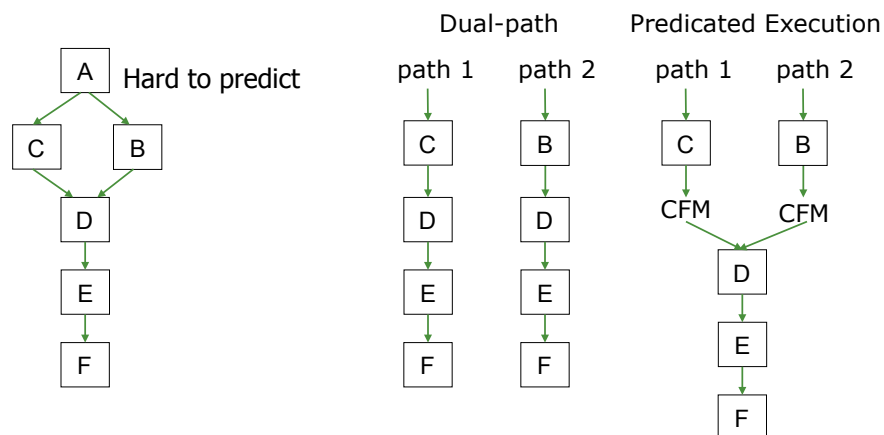 Dual-path Predicated Execution
A Hard to predict path 1 path 2 path 1 path 2
C B C B C B
D D D CFM CFM
E E E D
F F F E
F